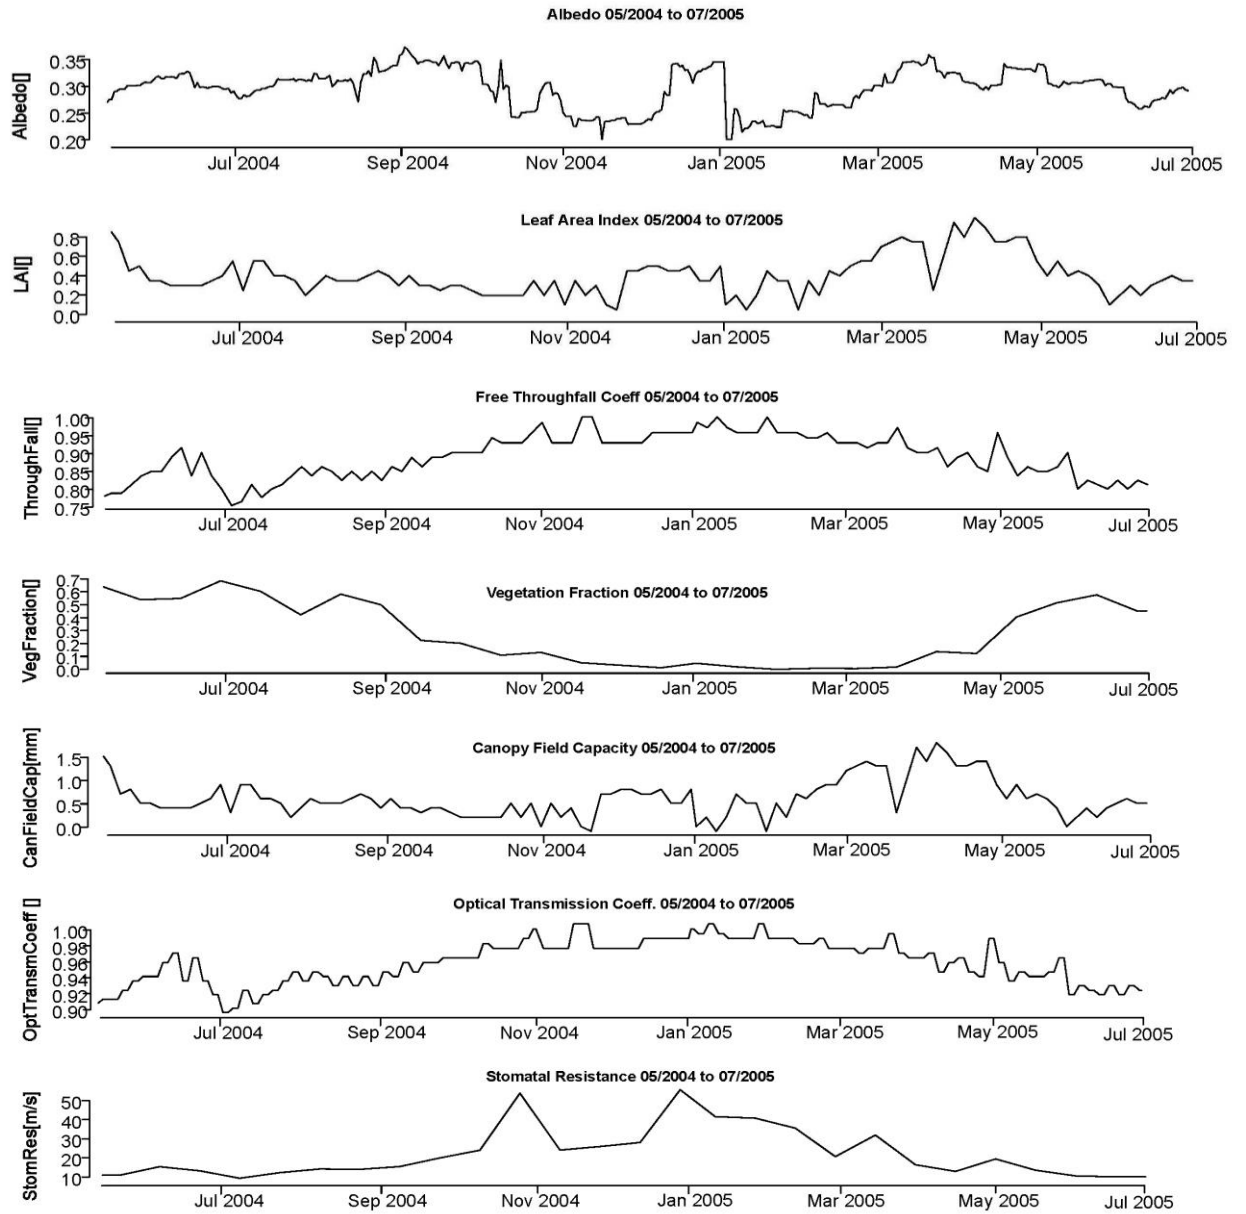 Albedo 05/2004 to 07/2005
Albedo[]
0.35
0.30
0.25
0.20
Jul 2004 Sep 2004 Nov 2004 Jan 2005 Mar 2005 May 2005 Jul 2005
Leaf Area Index 05/2004 to 07/2005
LAI[]
0.8
0.6
0.4
0.2
0.0
Jul 2004 Sep 2004 Nov 2004 Jan 2005 Mar 2005 May 2005 Jul 2005
Free Throughfall Coeff 05/2004 to 07/2005
ThroughFall[]
1.00
0.95
0.90
0.85
0.80
0.75
Jul 2004 Sep 2004 Nov 2004 Jan 2005 Mar 2005 May 2005 Jul 2005
Vegetation Fraction 05/2004 to 07/2005
VegFraction[]
0.7
0.6
0.5
0.4
0.3
0.2
0.1
0.0
Jul 2004 Sep 2004 Nov 2004 Jan 2005 Mar 2005 May 2005 Jul 2005
Canopy Field Capacity 05/2004 to 07/2005
CanFieldCap[mm]
1.5
1.0
0.5
0.0
Jul 2004 Sep 2004 Nov 2004 Jan 2005 Mar 2005 May 2005 Jul 2005
Optical Transmission Coeff. 05/2004 to 07/2005
OptTransmCoeff []
1.00
0.98
0.96
0.94
0.92
0.90
Jul 2004 Sep 2004 Nov 2004 Jan 2005 Mar 2005 May 2005 Jul 2005
Stomatal Resistance 05/2004 to 07/2005
StomRes[m/s]
50
40
30
20
10
Jul 2004 Sep 2004 Nov 2004 Jan 2005 Mar 2005 May 2005 Jul 2005